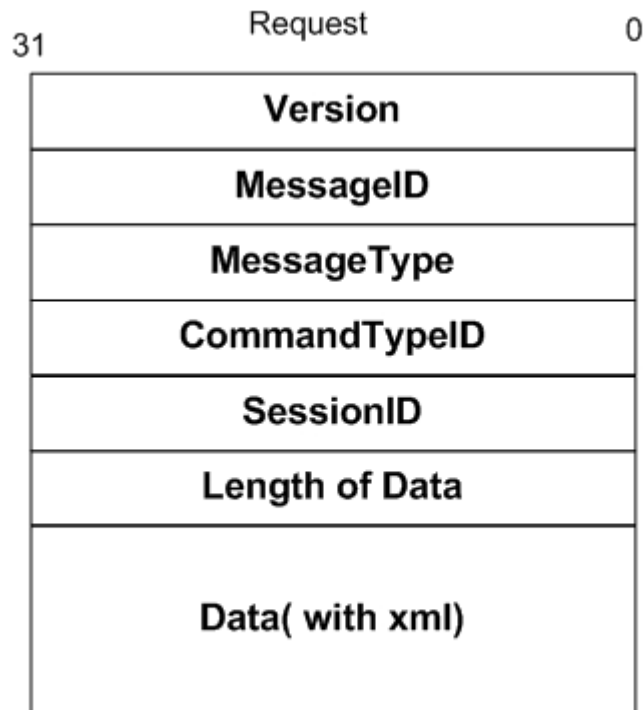 Request
31
0
Version
MessageID
MessageType
CommandTypeID
SessionID
Length of Data
Data( with xml)